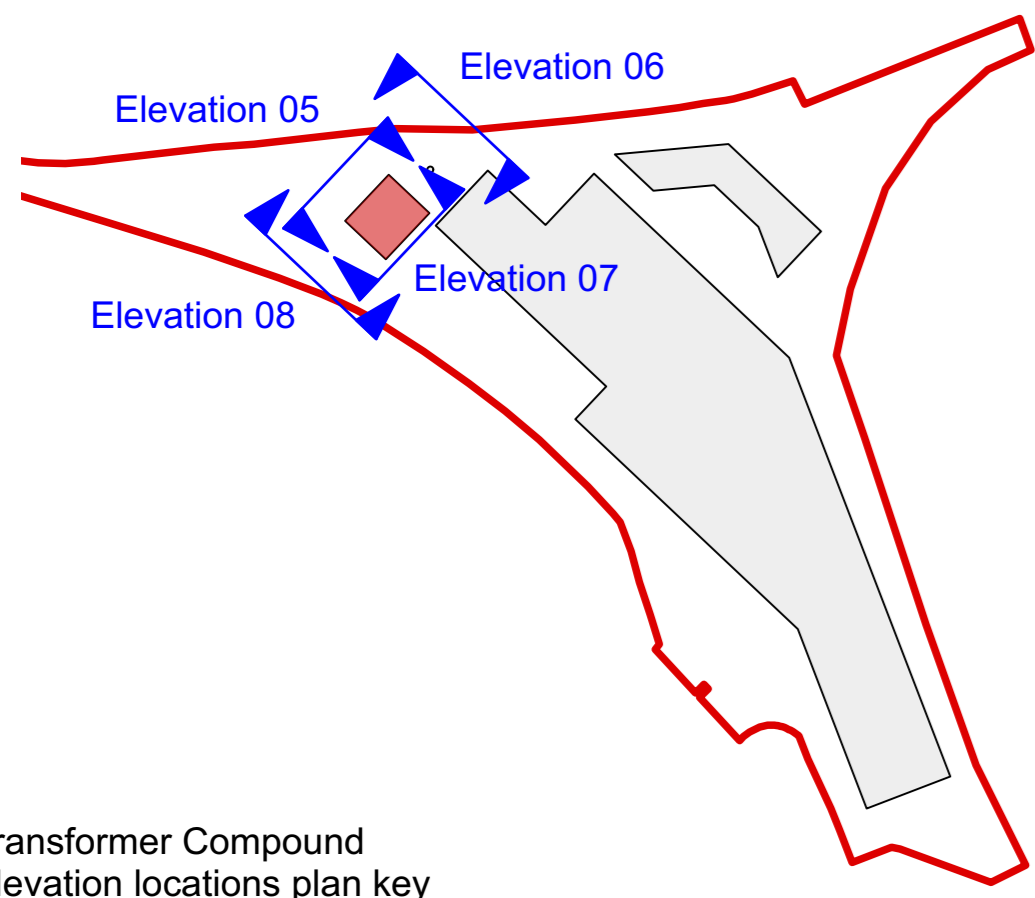 Elevation 06
Elevation 05
Elevation 07
Elevation 08
ransformer Compound
levation locations plan key